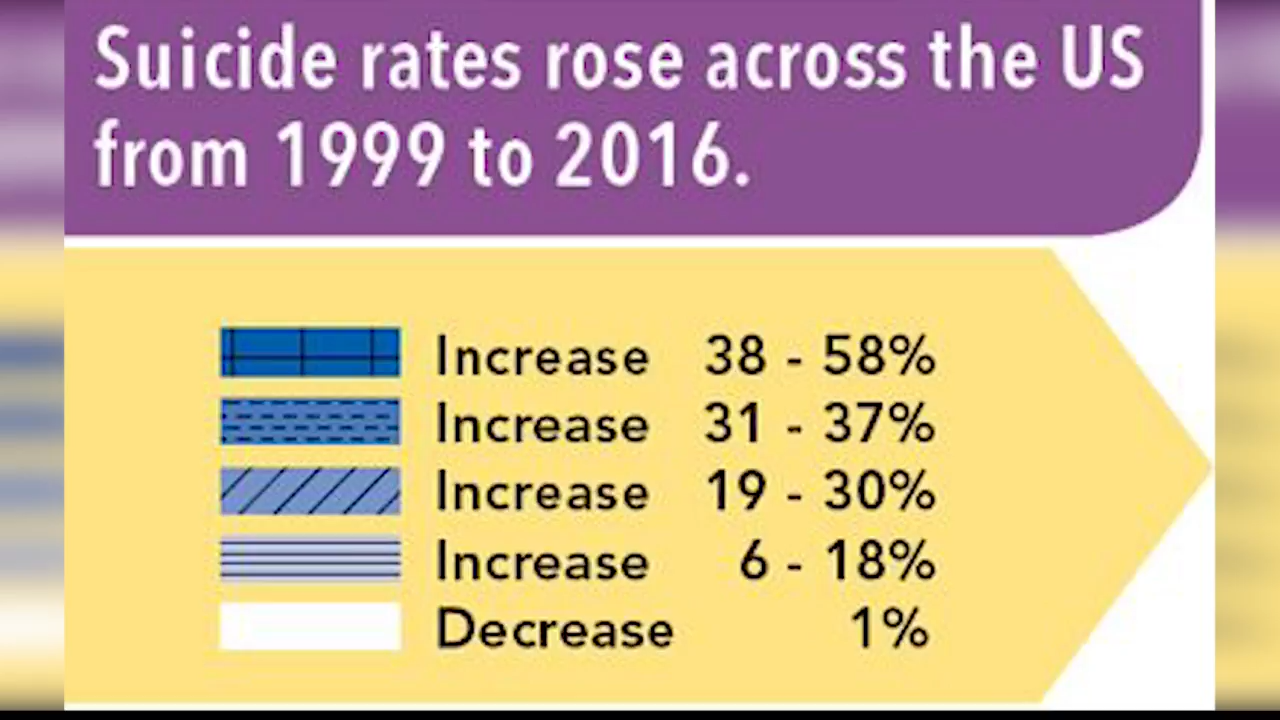 Suicide rates rose across the US
from 1999 to 2016.
Increase 38 - 58%
Increase 31 - 37%
Increase 19 - 30%
Increase 6 - 18%
Decrease 1%